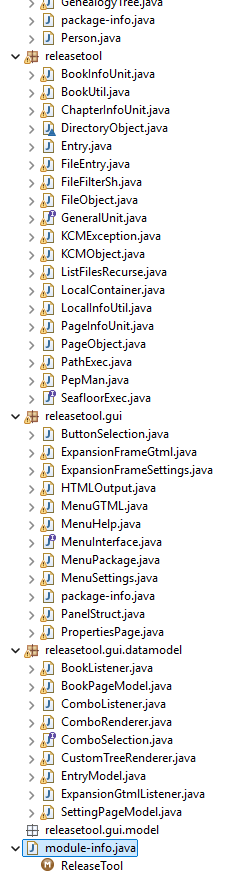 GenealogyTree.java
package-info.java
Person.java
releasetool
BookInfoUnit.java
BookUtil.java
ChapterInfoUnit.java
DirectoryObject.java
Entry.java
FileEntry.java
FileFilterSh.java
FileObject.java
GeneralUnit.java
KCMException.java
KCMObject.java
ListFilesRecurse.java
LocalContainer.java
LocalInfoUtil.java
PageInfoUnit.java
PageObject.java
PathExec.java
PepMan.java
SeafloorExec.java
releasetool.gui
ButtonSelection.java
ExpansionFrameGtml.java
ExpansionFrameSettings.java
HTMLOutput.java
MenuGTML.java
MenuHelp.java
MenuInterface.java
MenuPackage.java
MenuSettings.java
package-info.java
PanelStruct.java
PropertiesPage.java
releasetool.gui.datamodel
BookListener.java
BookPageModel.java
ComboListener.java
ComboRenderer.java
ComboSelection.java
CustomTreeRenderer.java
EntryModel.java
ExpansionGtmlListener.java
SettingPageModel.java
releasetool.gui.model
module-info.java
ReleaseTool